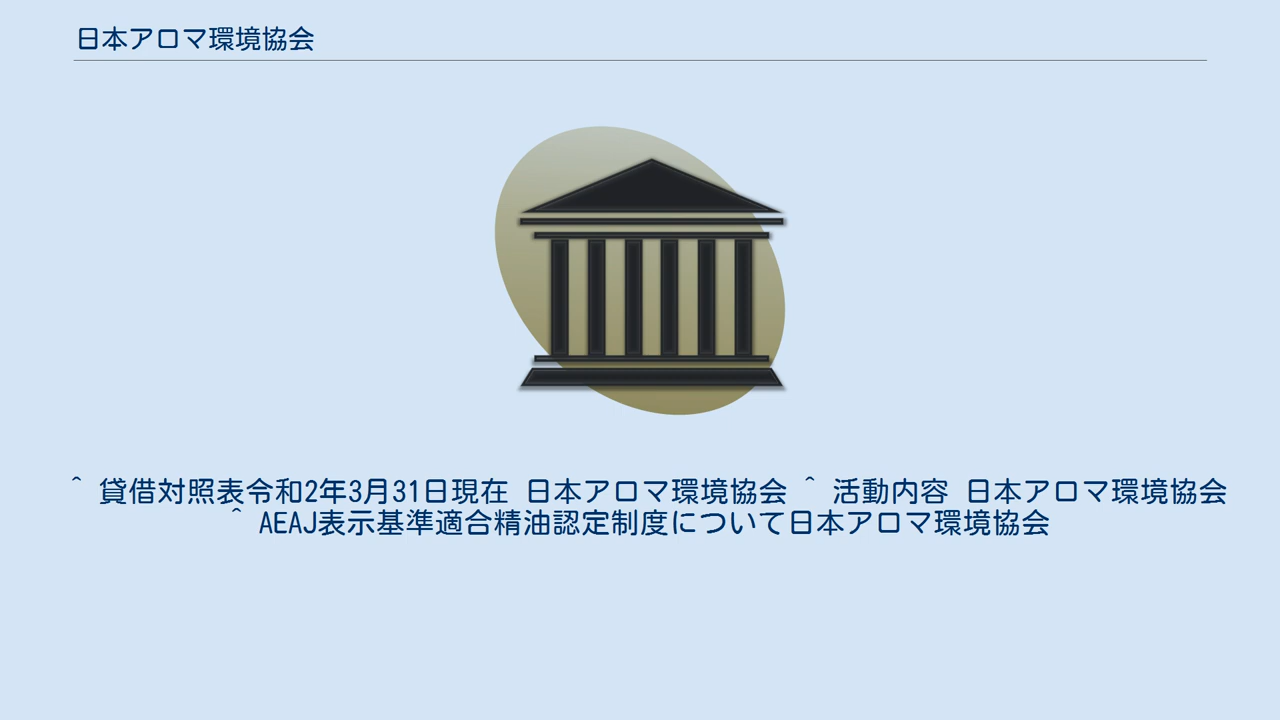 日本アロマ環境協会
^ 貸借対照表令和2年3月31日現在 日本アロマ環境協会 ^ 活動内容 日本アロマ環境協会
^ AEAJ表示基準適合精油認定制度について日本アロマ環境協会